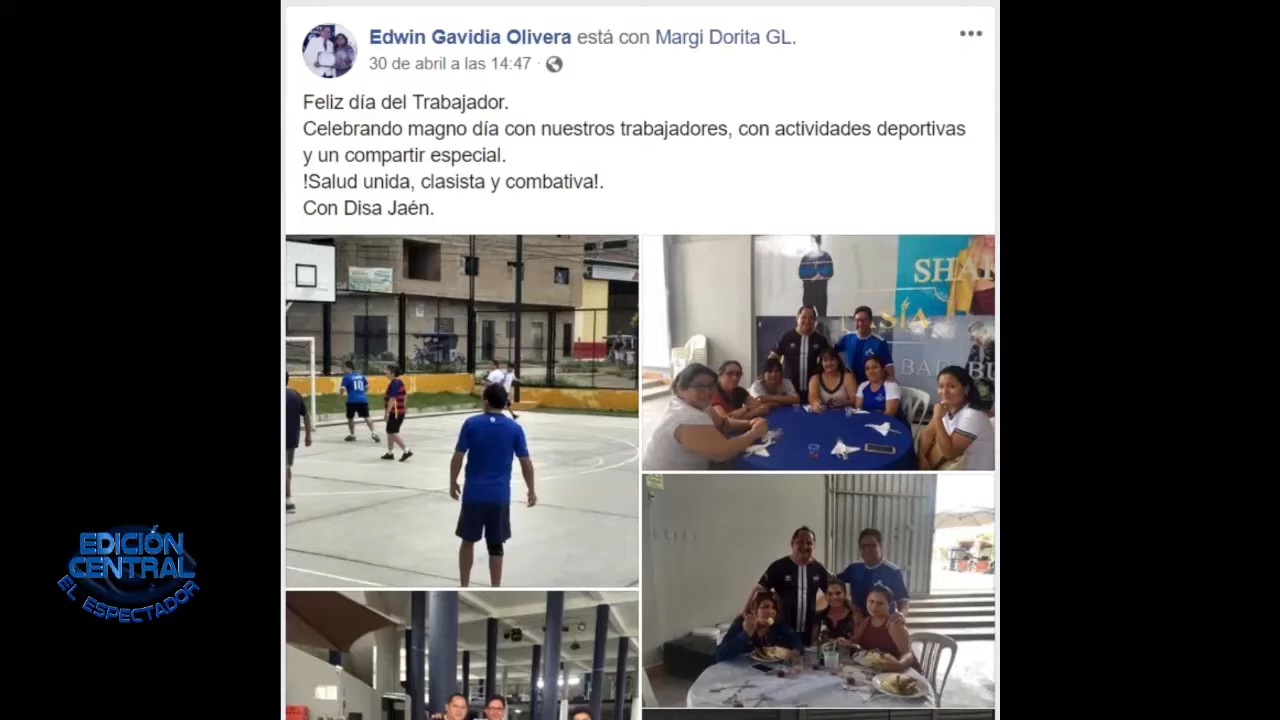 Edwin Gavidia Olivera está con Margi Dorita GL.
30 de abril a las 14:47 ·
Feliz día del Trabajador.
Celebrando magno día con nuestros trabajadores, con actividades deportivas
y un compartir especial.
!Salud unida, clasista y combativa!.
Con Disa Jaén.
10
EDICIÓN
CENTRAL
EL ESPECTADOR